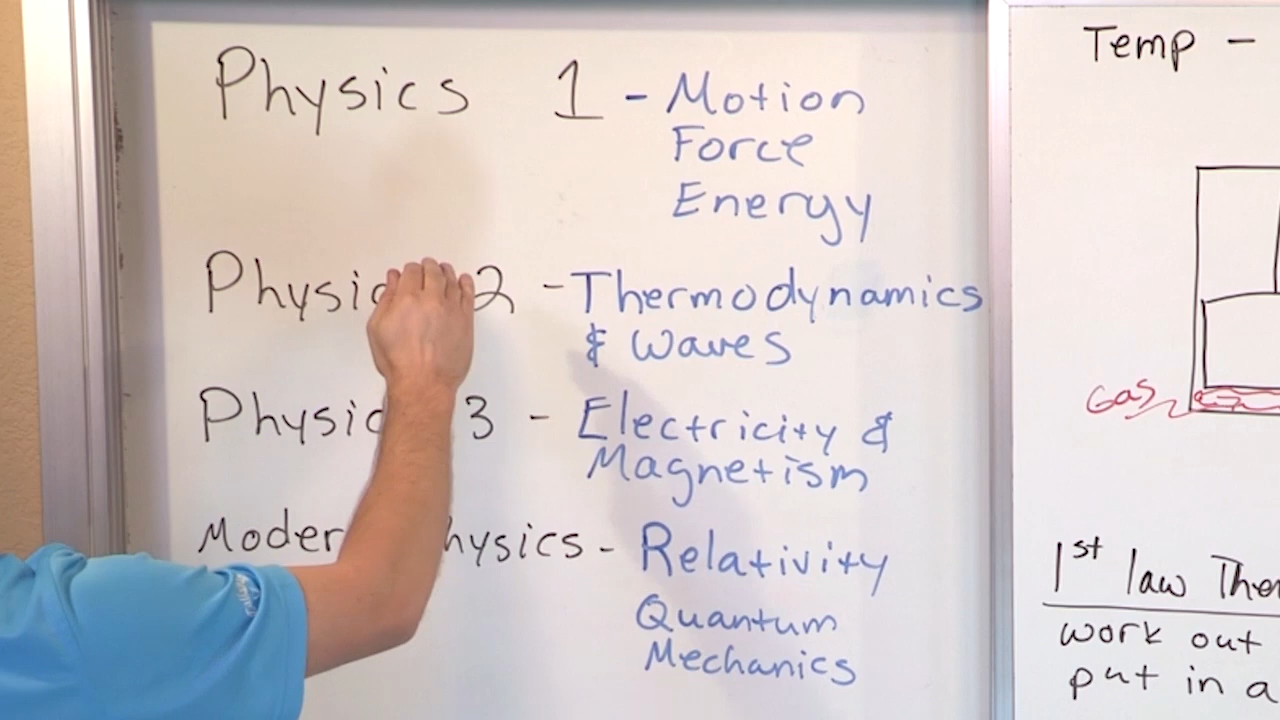 Physics 1 - Motion
Force
Energy
Physic 2 - Thermodynamics
& Waves
Physic 3 - Electricity &
Magnetism
Moder hysics - Relativity
Quantum
Mechanics
Temp -
Gas
1st law Ther
work out
put in a